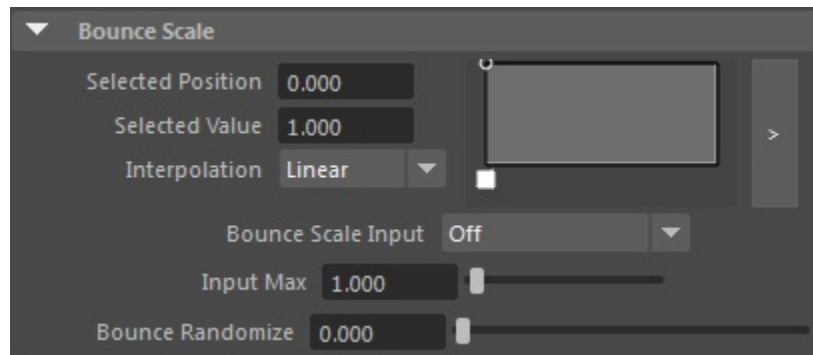 Bounce Scale
Selected Position 0.000
Selected Value 1.000
>
Interpolation Linear
Bounce Scale Input Off
Input Max 1.000
Bounce Randomize 0.000